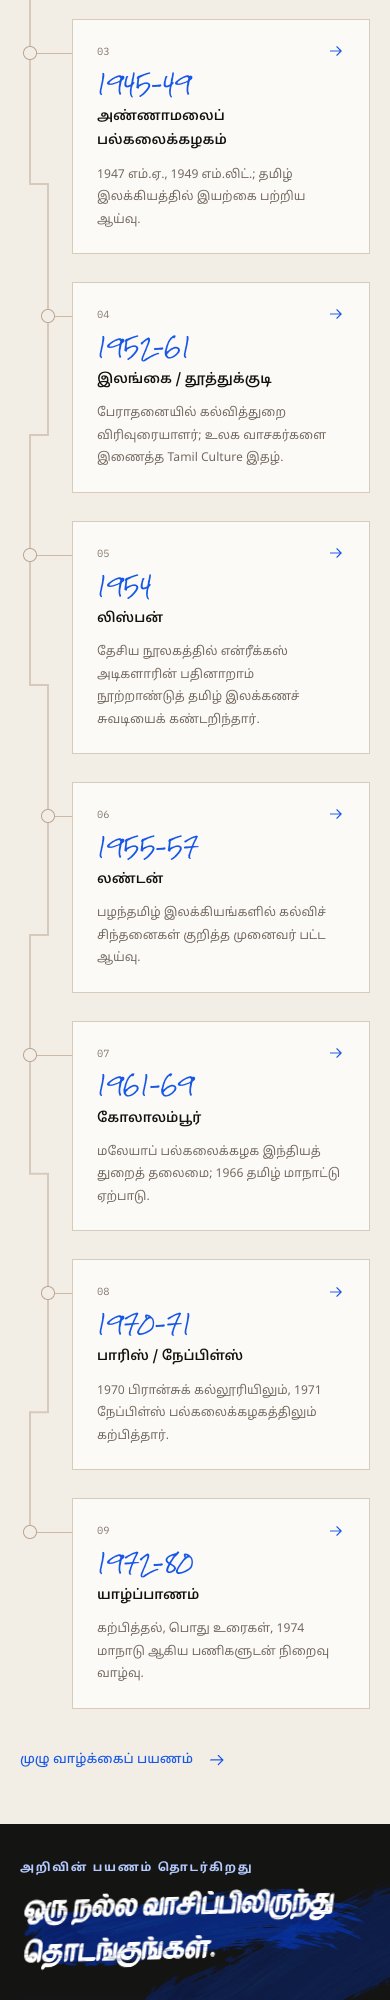 03
1945-49
அண்ணாமலைப்
பல்கலைக்கழகம்
1947 எம்.ஏ., 1949 எம்.லிட்.; தமிழ்
இலக்கியத்தில் இயற்கை பற்றிய
ஆய்வு.
04
1952-61
இலங்கை / தூத்துக்குடி
பேராதனையில் கல்வித்துறை
விரிவுரையாளர்; உலக வாசகர்களை
இணைத்த Tamil Culture இதழ்.
05
1954
லிஸ்பன்
தேசிய நூலகத்தில் என்ரீக்கஸ்
அடிகளாரின் பதினாறாம்
நூற்றாண்டுத் தமிழ் இலக்கணச்
சுவடியைக் கண்டறிந்தார்.
06
1955-57
லண்டன்
பழந்தமிழ் இலக்கியங்களில் கல்விச்
சிந்தனைகள் குறித்த முனைவர் பட்ட
ஆய்வு.
07
1961-69
கோலாலம்பூர்
மலேயாப் பல்கலைக்கழக இந்தியத்
துறைத் தலைமை; 1966 தமிழ் மாநாட்டு
ஏற்பாடு.
08
1970-71
பாரிஸ் / நேப்பிள்ஸ்
1970 பிரான்சுக் கல்லூரியிலும், 1971
நேப்பிள்ஸ் பல்கலைக்கழகத்திலும்
கற்பித்தார்.
09
1972-80
யாழ்ப்பாணம்
கற்பித்தல், பொது உரைகள், 1974
மாநாடு ஆகிய பணிகளுடன் நிறைவு
வாழ்வு.
முழு வாழ்க்கைப் பயணம்
அறிவின் பயணம் தொடர்கிறது
ஒரு நல்ல வாசிப்பிலிருந்து
தொடங்குங்கள்.